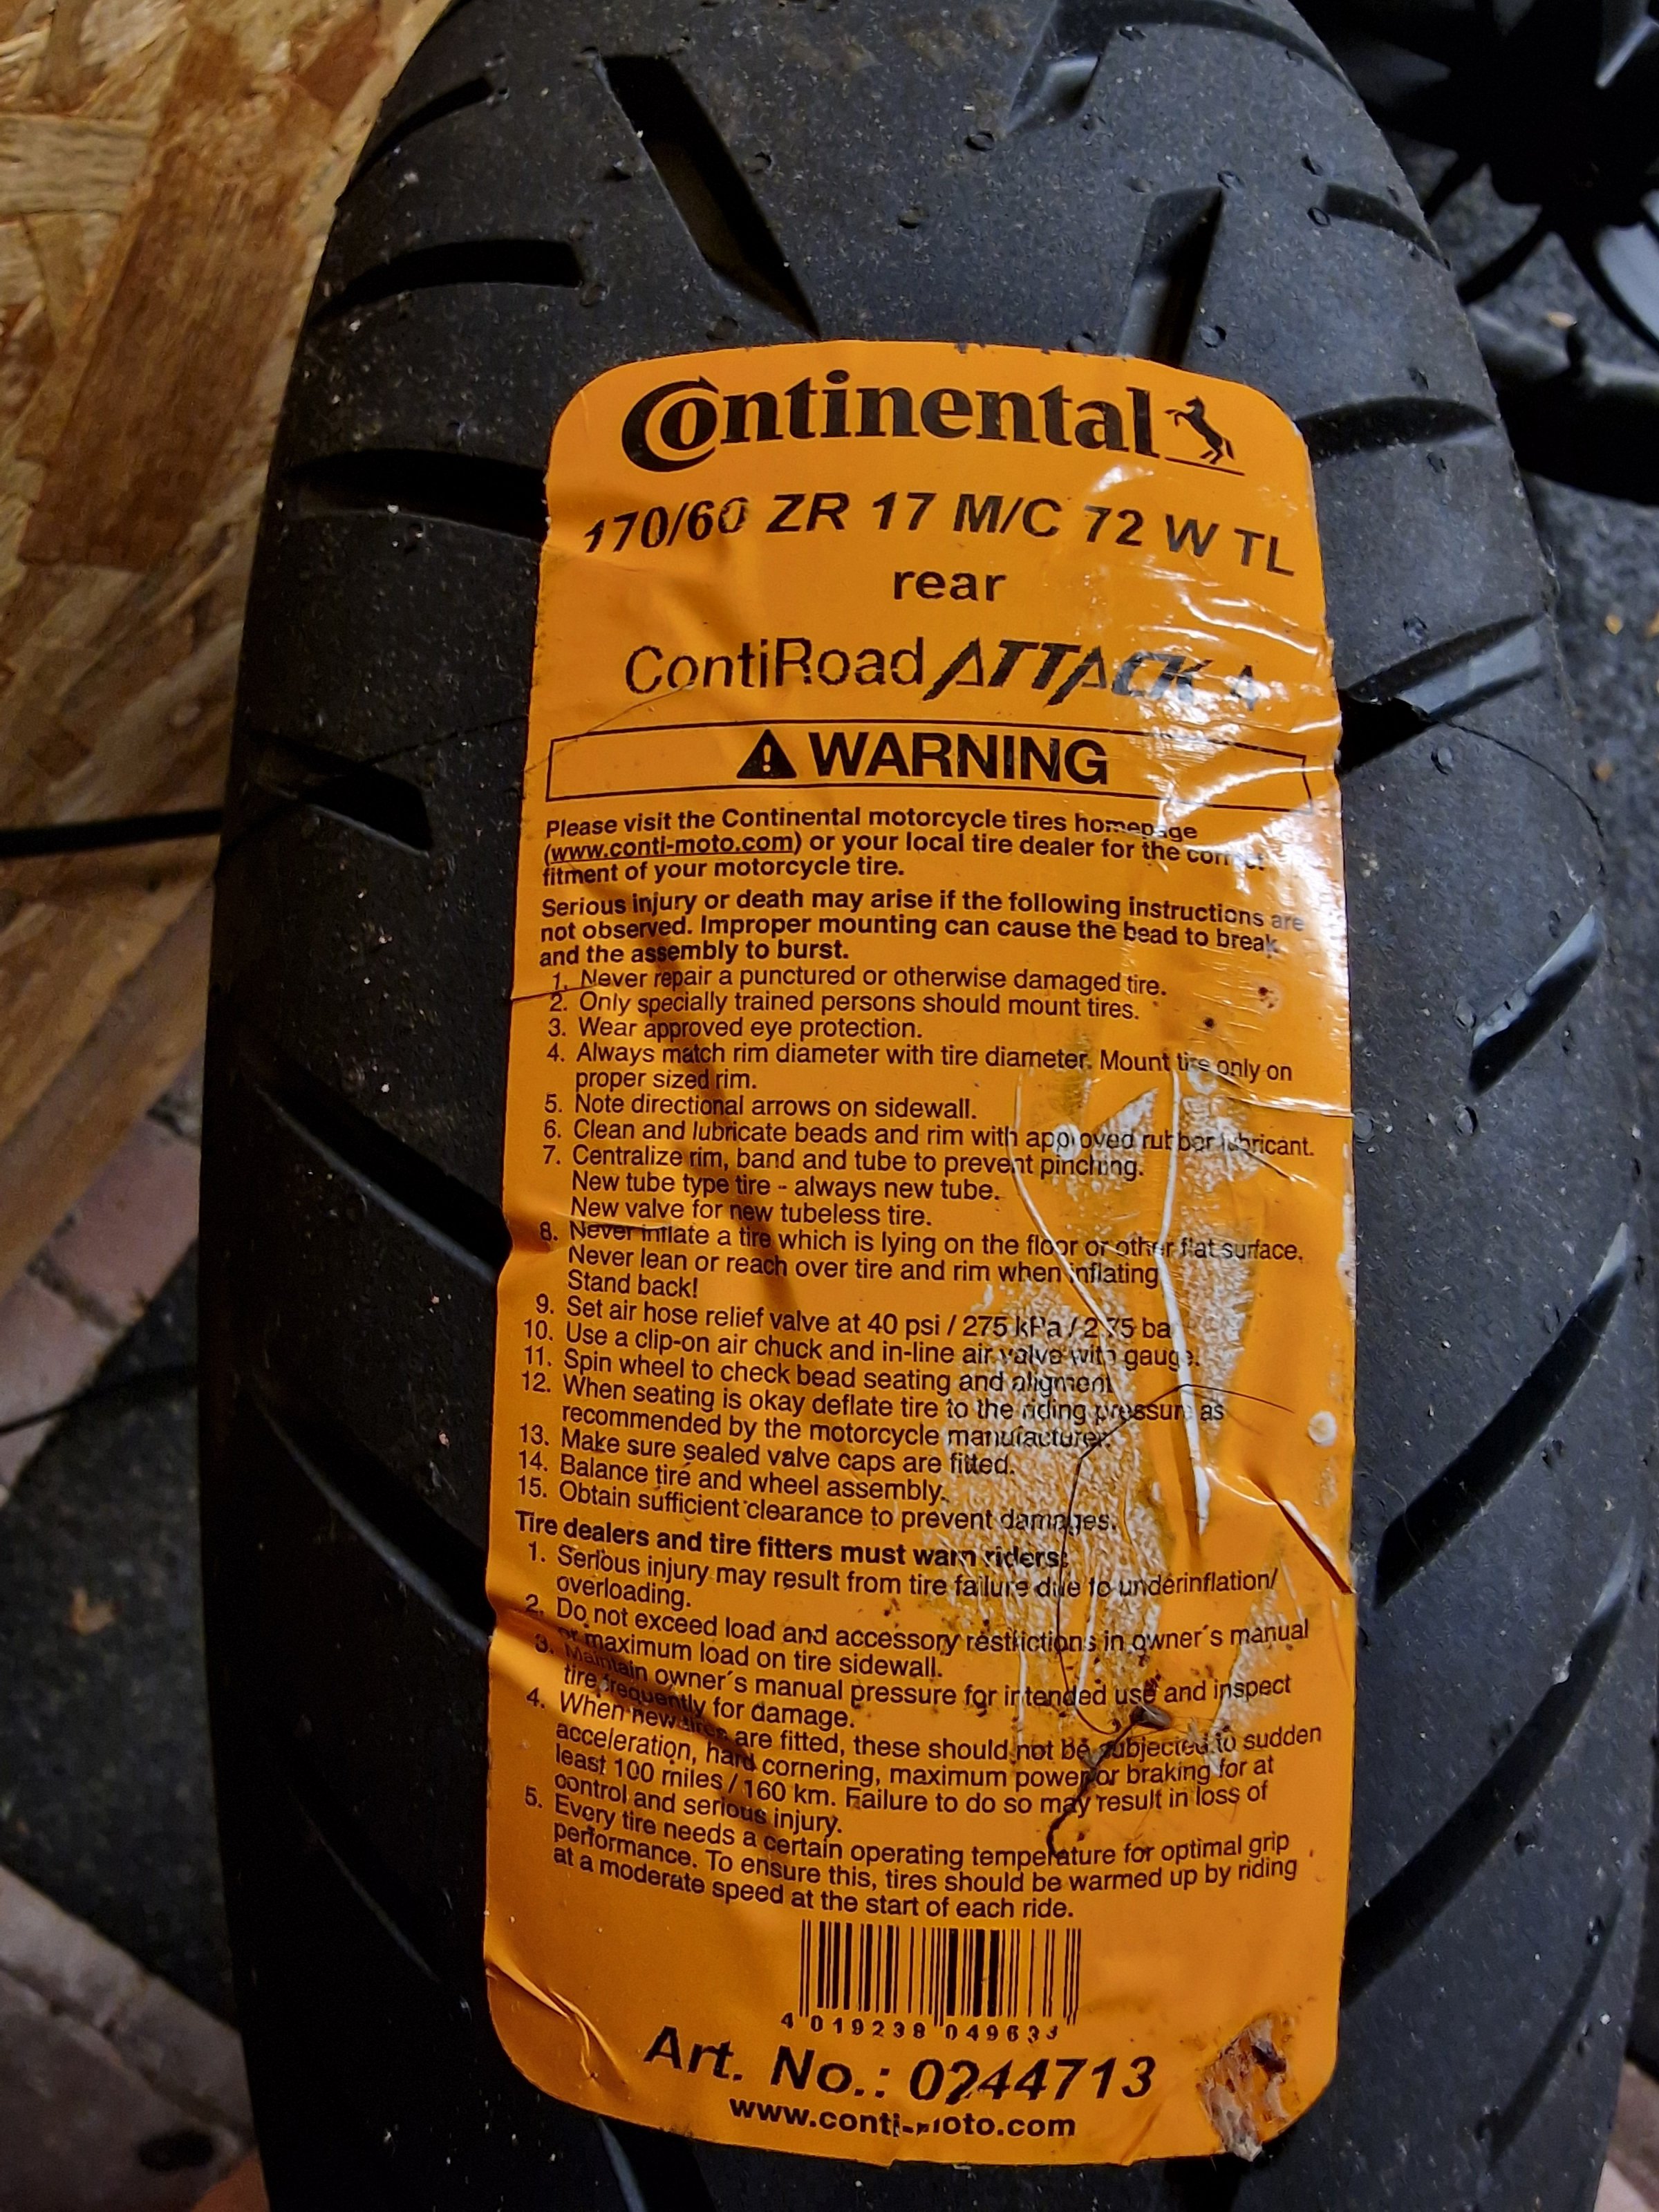 Continental
170/60 ZR 17 M/C 72 W TL
rear
ContiRoadATTACK 4
WARNING
Please visit the Continental motorcycle tires homepage
(www.conti-moto.com) or your local tire dealer for the correct
fitment of your motorcycle tire.
Serious injury or death may arise if the following instructions are
not observed. Improper mounting can cause the bead to break
and the assembly to burst.
1. Never repair a punctured or otherwise damaged tire.
2. Only specially trained persons should mount tires.
3. Wear approved eye protection.
4. Always match rim diameter with tire diameter. Mount tire only on
proper sized rim.
5. Note directional arrows on sidewall.
6. Clean and lubricate beads and rim with approved rubber lubricant.
7. Centralize rim, band and tube to prevent pinching.
New tube type tire - always new tube.
New valve for new tubeless tire.
8. Never inflate a tire which is lying on the floor or other flat surface.
Never lean or reach over tire and rim when inflating
Stand back!
9. Set air hose relief valve at 40 psi / 275 kPa / 2.75 ba
10. Use a clip-on air chuck and in-line air valve with gauge.
11. Spin wheel to check bead seating and aligment
12. When seating is okay deflate tire to the riding pressure as
recommended by the motorcycle manufacturer.
13. Make sure sealed valve caps are fitted.
14. Balance tire and wheel assembly.
15. Obtain sufficient clearance to prevent damages.
Tire dealers and tire fitters must warn riders:
1. Serious injury may result from tire failure due to underinflation/
overloading.
2. Do not exceed load and accessory restrictions in owner´s manual
or maximum load on tire sidewall.
3. Maintain owner´s manual pressure for intended use and inspect
tire frequently for damage.
4. When new tires are fitted, these should not be subjected to sudden
acceleration, hard cornering, maximum power or braking for at
least 100 miles / 160 km. Failure to do so may result in loss of
control and serious injury.
5. Every tire needs a certain operating temperature for optimal grip
performance. To ensure this, tires should be warmed up by riding
at a moderate speed at the start of each ride.
4 019238 049633
Art. No.: 0244713
www.conti-moto.com